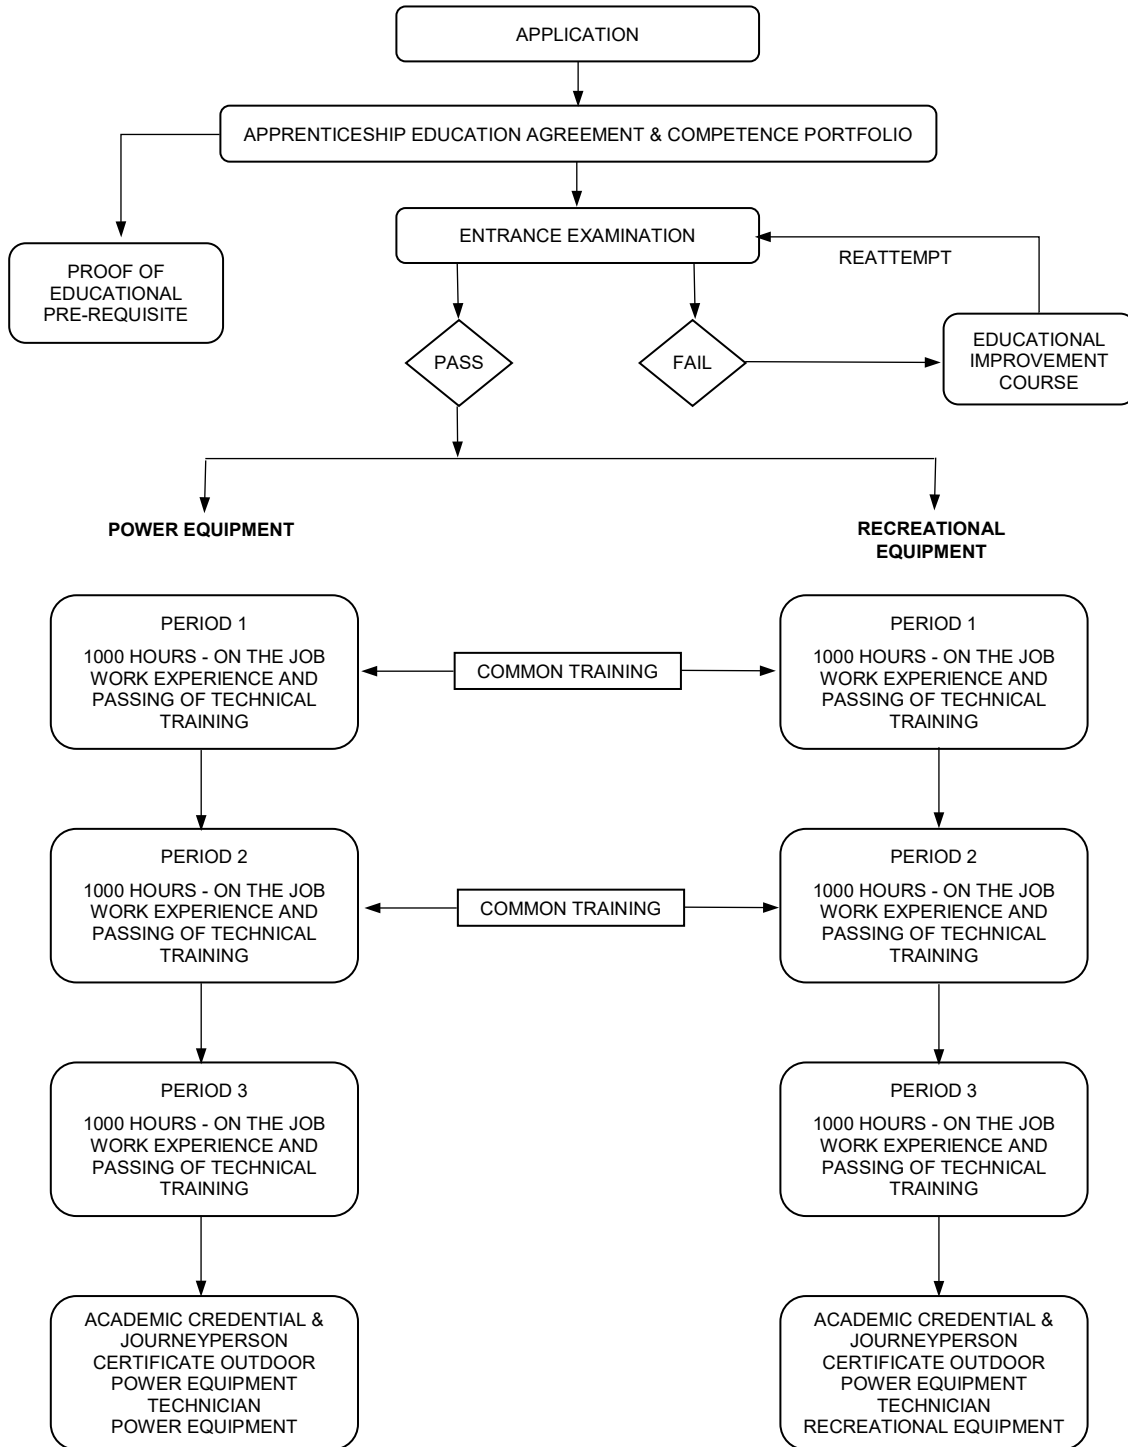 APPLICATION
APPRENTICESHIP EDUCATION AGREEMENT & COMPETENCE PORTFOLIO
ENTRANCE EXAMINATION
REATTEMPT
PROOF OF
EDUCATIONAL
PRE-REQUISITE
PASS
FAIL
EDUCATIONAL
IMPROVEMENT
COURSE
POWER EQUIPMENT
RECREATIONAL
EQUIPMENT
PERIOD 1
1000 HOURS - ON THE JOB
WORK EXPERIENCE AND
PASSING OF TECHNICAL
TRAINING
COMMON TRAINING
PERIOD 1
1000 HOURS - ON THE JOB
WORK EXPERIENCE AND
PASSING OF TECHNICAL
TRAINING
PERIOD 2
1000 HOURS - ON THE JOB
WORK EXPERIENCE AND
PASSING OF TECHNICAL
TRAINING
COMMON TRAINING
PERIOD 2
1000 HOURS - ON THE JOB
WORK EXPERIENCE AND
PASSING OF TECHNICAL
TRAINING
PERIOD 3
1000 HOURS - ON THE JOB
WORK EXPERIENCE AND
PASSING OF TECHNICAL
TRAINING
PERIOD 3
1000 HOURS - ON THE JOB
WORK EXPERIENCE AND
PASSING OF TECHNICAL
TRAINING
ACADEMIC CREDENTIAL &
JOURNEYPERSON
CERTIFICATE OUTDOOR
POWER EQUIPMENT
TECHNICIAN
POWER EQUIPMENT
ACADEMIC CREDENTIAL &
JOURNEYPERSON
CERTIFICATE OUTDOOR
POWER EQUIPMENT
TECHNICIAN
RECREATIONAL EQUIPMENT